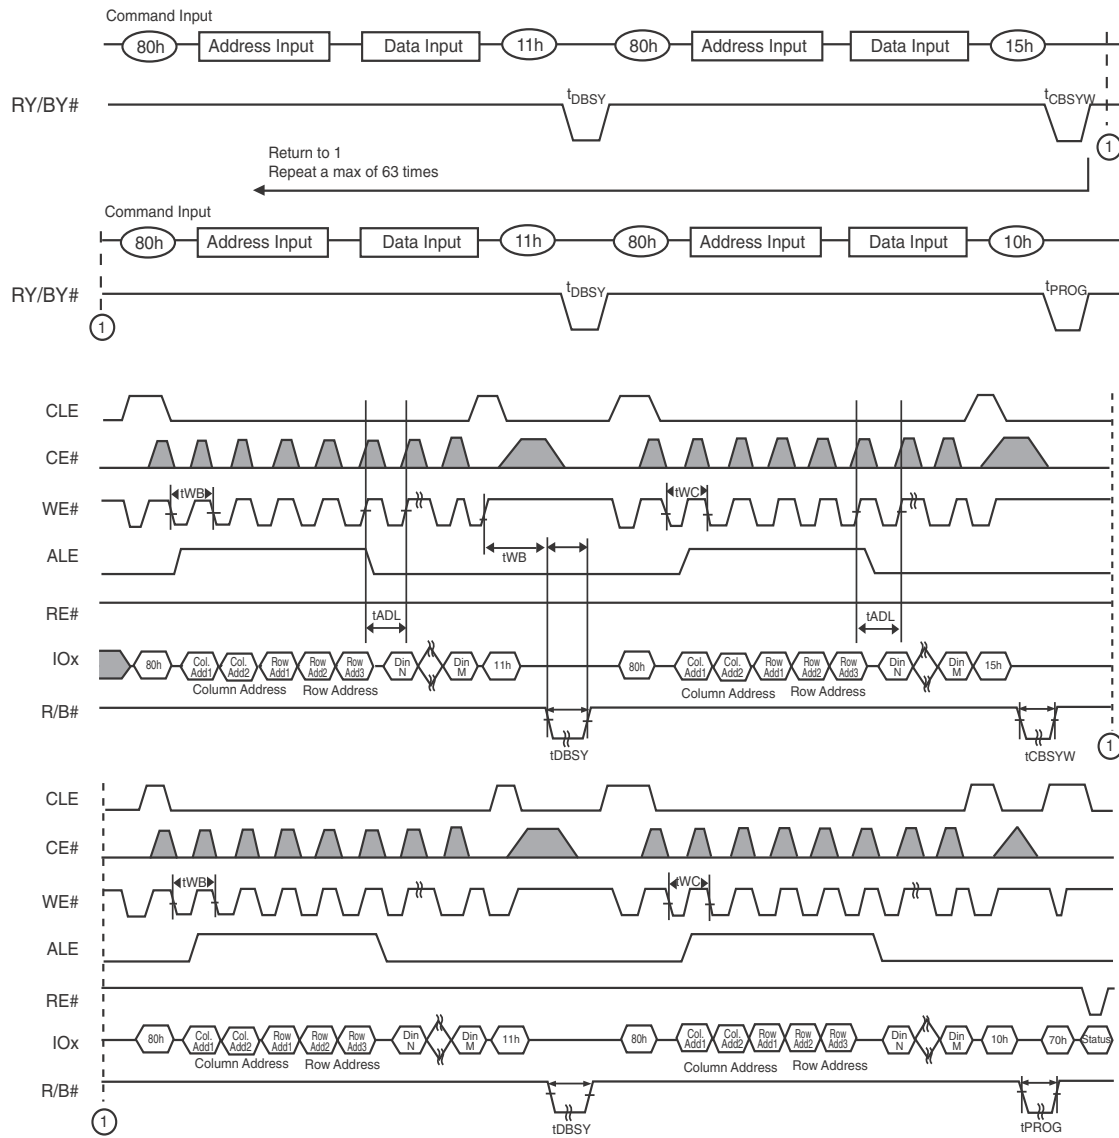 Command Input
80h Address Input Data Input 11h 80h Address Input Data Input 15h
RY/BY# tDBSY tCBSYW
1
Return to 1
Repeat a max of 63 times
Command Input
80h Address Input Data Input 11h 80h Address Input Data Input 10h
RY/BY# tDBSY tPROG
1
CLE
CE#
WE# tWB tWC
ALE tWB
RE# tADL tADL
IOx 80h Col. Add1 Col. Add2 Row Add1 Row Add2 Row Add3 Din N Din M 11h 80h Col. Add1 Col. Add2 Row Add1 Row Add2 Row Add3 Din N Din M 15h
Column Address Row Address Column Address Row Address
R/B#
tDBSY tCBSYW 1
CLE
CE#
WE# tWB tWC
ALE
RE#
IOx 80h Col. Add1 Col. Add2 Row Add1 Row Add2 Row Add3 Din N Din M 11h 80h Col. Add1 Col. Add2 Row Add1 Row Add2 Row Add3 Din N Din M 10h 70h Status
Column Address Row Address Column Address Row Address
R/B#
1 tDBSY tPROG